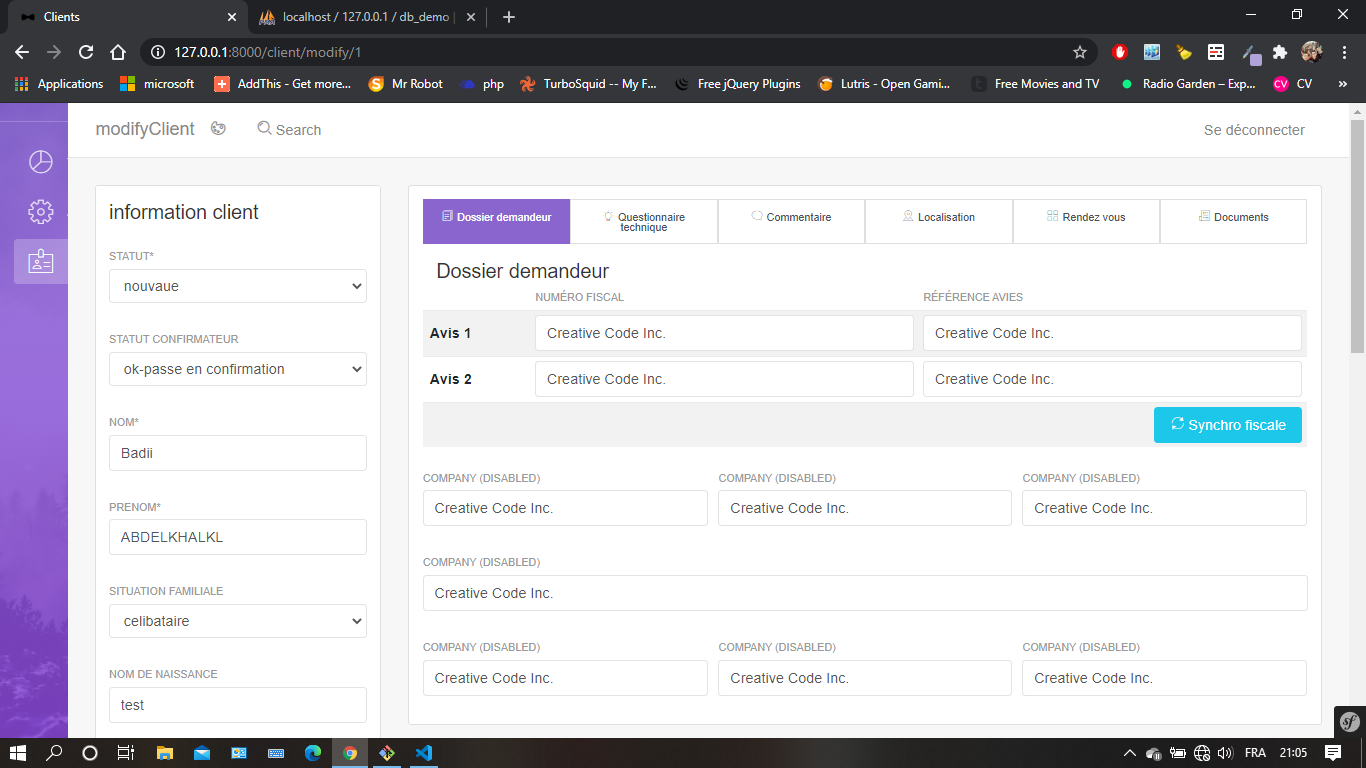 Clients
localhost / 127.0.0.1 / db_demo |
127.0.0.1:8000/client/modify/1
Applications
microsoft
AddThis - Get more...
Mr Robot
php
TurboSquid -- My F...
Free jQuery Plugins
Lutris - Open Gami...
Free Movies and TV
Radio Garden – Exp...
CV CV
»
modifyClient
Search
Se déconnecter
information client
STATUT*
nouvaue
STATUT CONFIRMATEUR
ok-passe en confirmation
NOM*
Badii
PRENOM*
ABDELKHALKL
SITUATION FAMILIALE
celibataire
NOM DE NAISSANCE
test
Dossier demandeur
Questionnaire
technique
Commentaire
Localisation
Rendez vous
Documents
Dossier demandeur
NUMÉRO FISCAL RÉFÉRENCE AVIES
Avis 1 Creative Code Inc. Creative Code Inc.
Avis 2 Creative Code Inc. Creative Code Inc.
Synchro fiscale
COMPANY (DISABLED) COMPANY (DISABLED) COMPANY (DISABLED)
Creative Code Inc. Creative Code Inc. Creative Code Inc.
COMPANY (DISABLED)
Creative Code Inc.
COMPANY (DISABLED) COMPANY (DISABLED) COMPANY (DISABLED)
Creative Code Inc. Creative Code Inc. Creative Code Inc.
sf
FRA 21:05